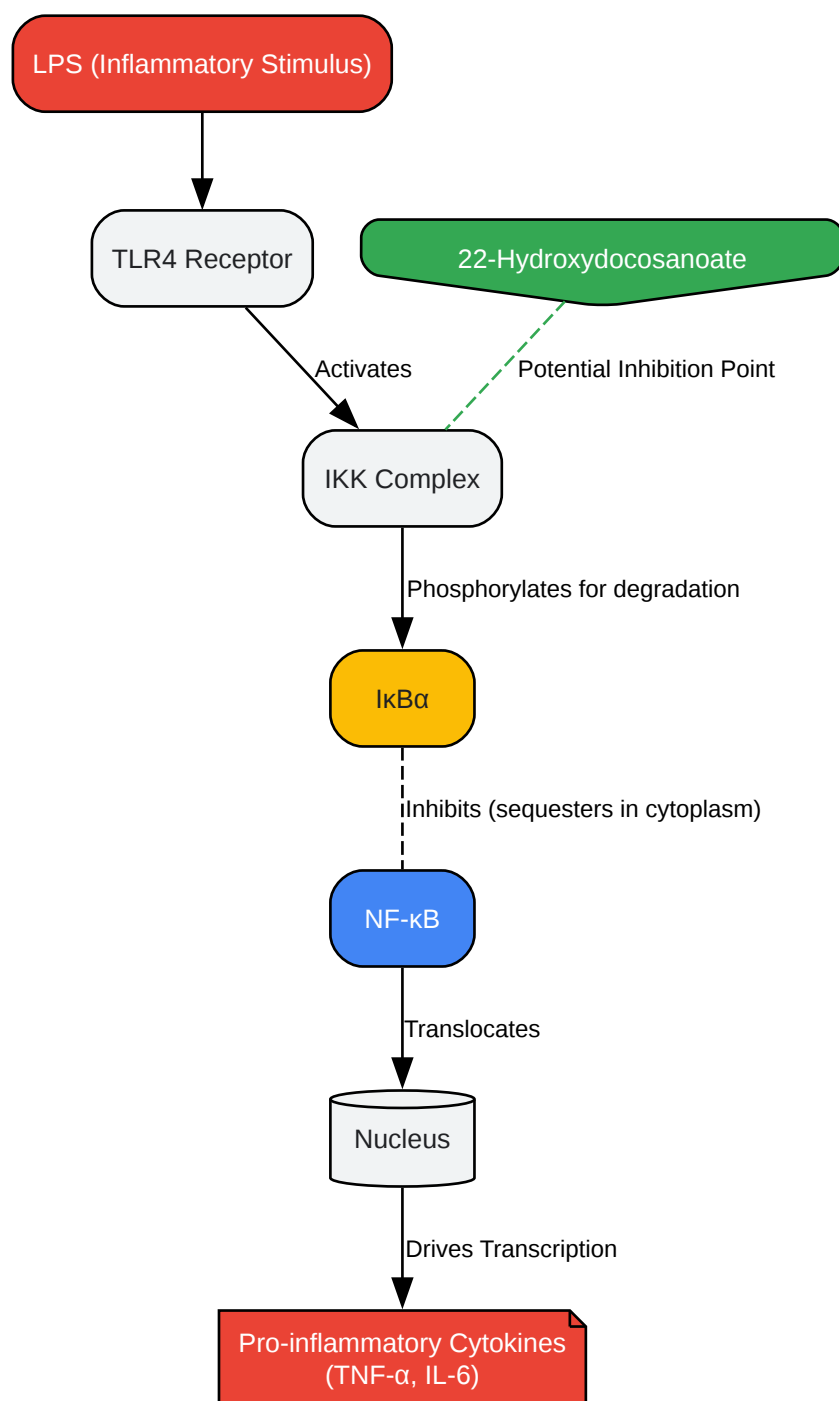 LPS (Inflammatory Stimulus)
TLR4 Receptor
22-Hydroxydocosanoate
Activates
Potential Inhibition Point
IKK Complex
Phosphorylates for degradation
IκBα
Inhibits (sequesters in cytoplasm)
NF-κB
Translocates
Nucleus
Drives Transcription
Pro-inflammatory Cytokines
(TNF-α, IL-6)